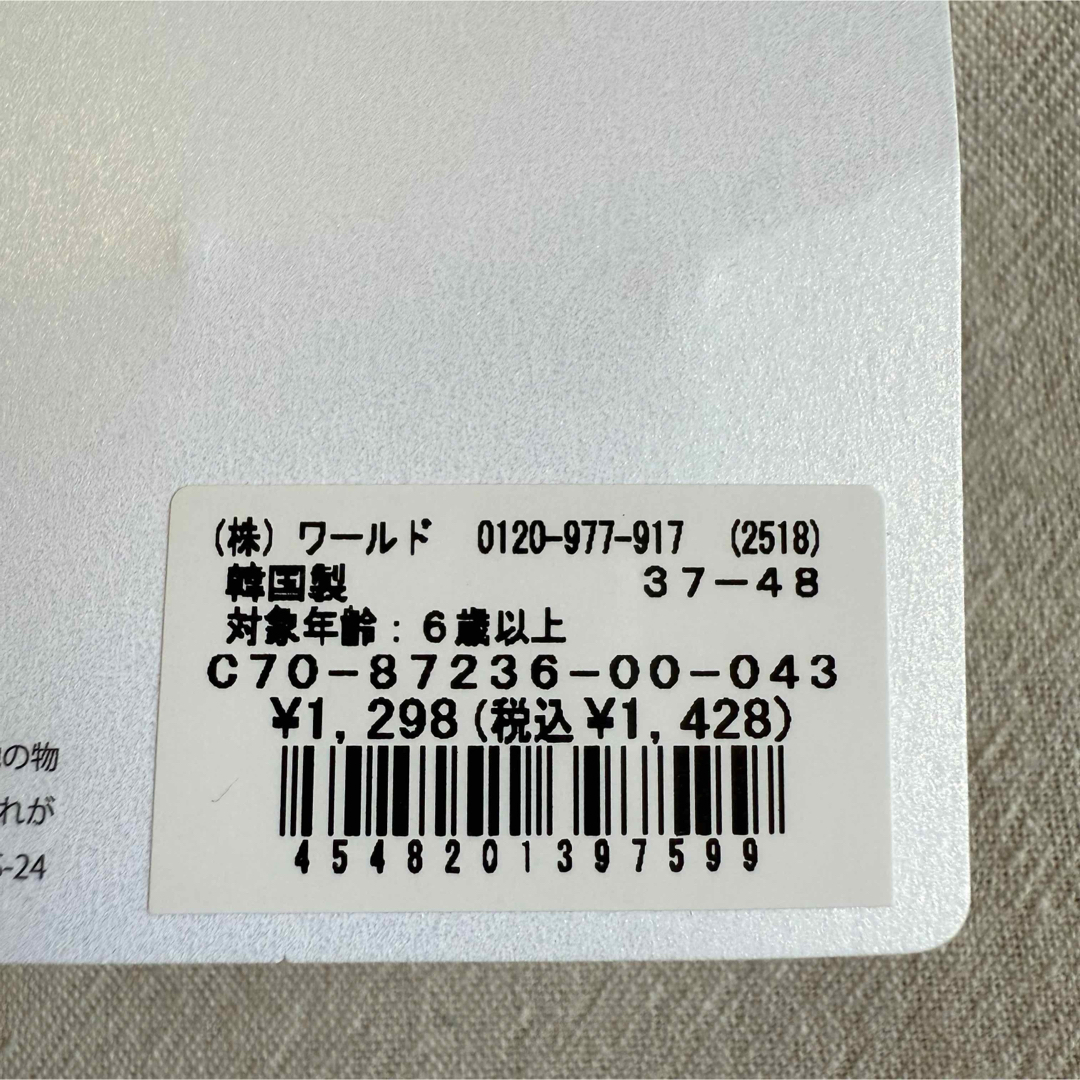 (株) ワールド 0120-977-917 (2518)
韓国製 37-48
対象年齢:6歳以上
C70-87236-00-043
¥1,298(税込¥1,428)
4548201397599
の物
れが
-24